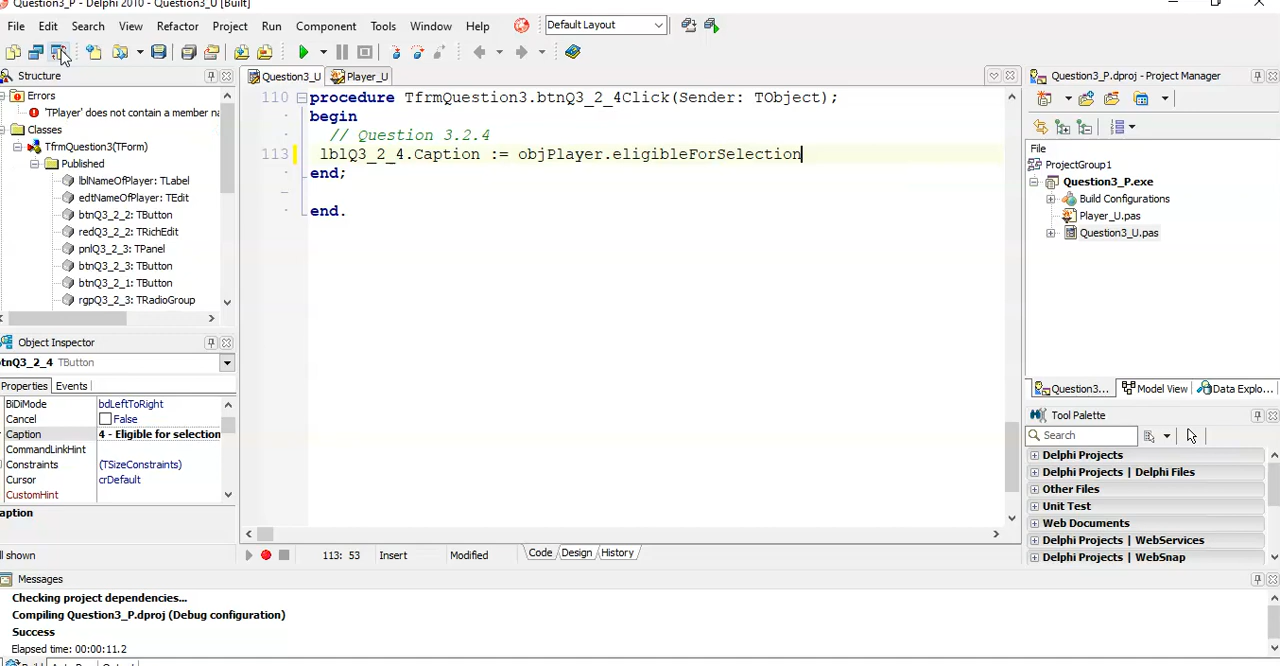 Question3_P - Delphi 2010 - Question3_U [Built]
File Edit Search View Refactor Project Run Component Tools Window Help Default Layout
Structure
Errors
'TPlayer' does not contain a member na
Classes
TfrmQuestion3(TForm)
Published
lblNameOfPlayer: TLabel
edtNameOfPlayer: TEdit
btnQ3_2_2: TButton
redQ3_2_2: TRichEdit
pnlQ3_2_3: TPanel
btnQ3_2_3: TButton
btnQ3_2_1: TButton
rgpQ3_2_3: TRadioGroup
Object Inspector
btnQ3_2_4 TButton
Properties Events
BiDiMode bdLeftToRight
Cancel False
Caption 4 - Eligible for selection
CommandLinkHint
Constraints (TSizeConstraints)
Cursor crDefault
CustomHint
aption
ll shown
Question3_U Player_U
110 procedure TfrmQuestion3.btnQ3_2_4Click(Sender: TObject);
begin
// Question 3.2.4
113 lblQ3_2_4.Caption := objPlayer.eligibleForSelection
end;
end.
113: 53 Insert Modified Code Design History
Question3_P.dproj - Project Manager
File
ProjectGroup1
Question3_P.exe
Build Configurations
Player_U.pas
Question3_U.pas
Question3... Model View Data Explo...
Tool Palette
Search
Delphi Projects
Delphi Projects | Delphi Files
Other Files
Unit Test
Web Documents
Delphi Projects | WebServices
Delphi Projects | WebSnap
Messages
Checking project dependencies...
Compiling Question3_P.dproj (Debug configuration)
Success
Elapsed time: 00:00:11.2